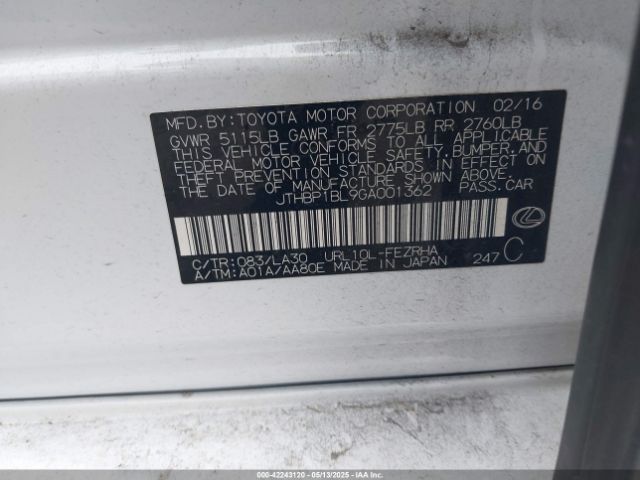 MFD.BY:TOYOTA MOTOR CORPORATION 02/16
GVWR 5115LB GAWR FR 2775LB RR 2760LB
THIS VEHICLE CONFORMS TO ALL APPLICABLE
FEDERAL MOTOR VEHICLE SAFETY,BUMPER,AND
THEFT PREVENTION STANDARDS IN EFFECT ON
THE DATE OF MANUFACTURE SHOWN ABOVE.
JTHBP1BL9GA001362 PASS.CAR
C/TR:083/LA30 URL10L-FEZRHA
A/TM:A01A/AA80E MADE IN JAPAN 247 C
000-42243120 - 05/13/2025 - A Copart
IAA Inc.